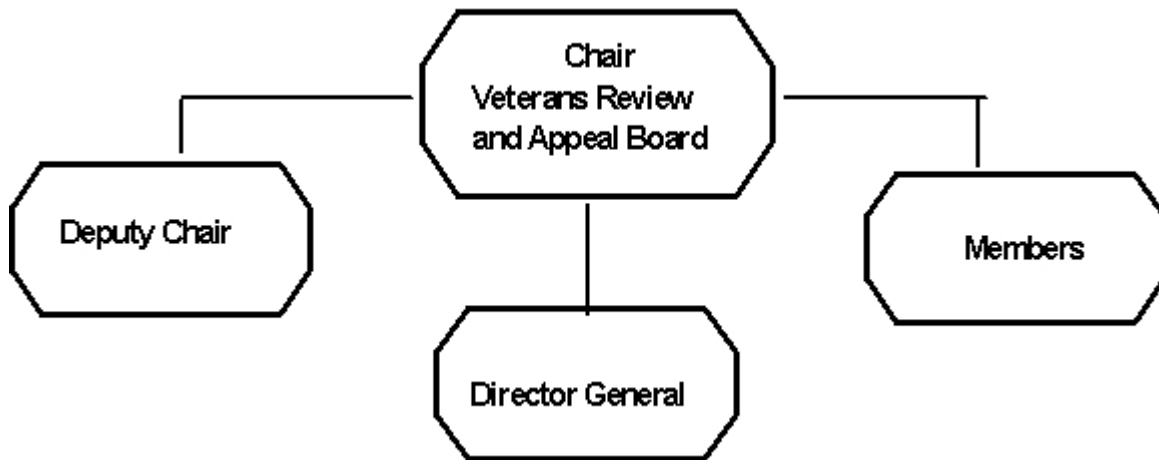 Chair
Veterans Review
and Appeal Board
Deputy Chair
Members
Director General